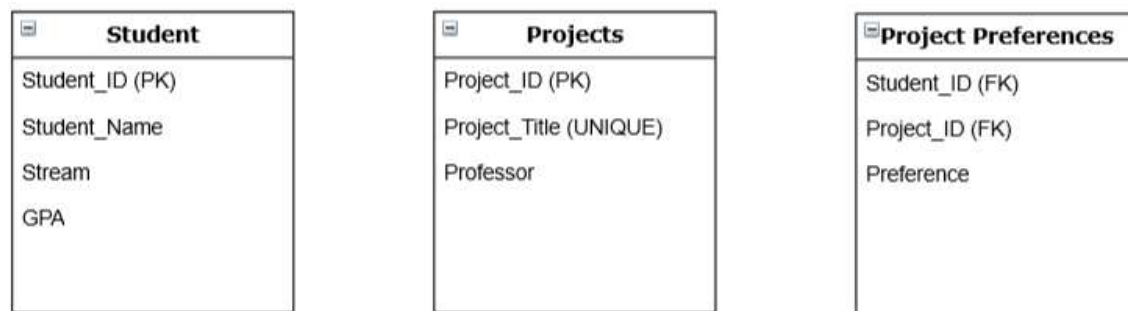 Student
Student_ID (PK)
Student_Name
Stream
GPA
Projects
Project_ID (PK)
Project_Title (UNIQUE)
Professor
Project Preferences
Student_ID (FK)
Project_ID (FK)
Preference